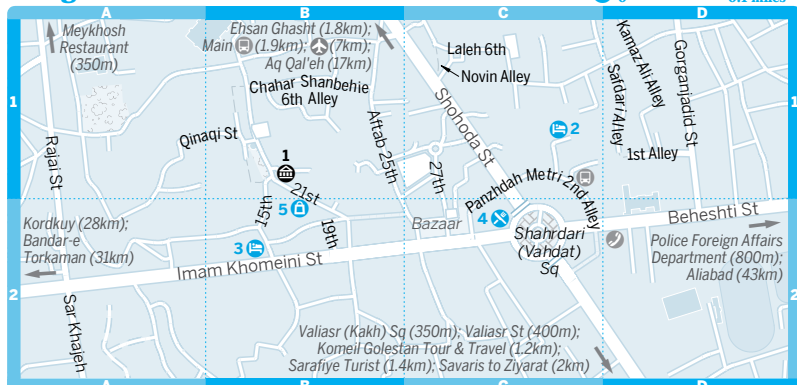 0
0.1 miles
A
B
C
D
Meykhosh
Restaurant
(350m)
Ehsan Ghasht (1.8km);
Main (1.9km); (7km);
Aq Qal'eh (17km)
Laleh 6th
Novin Alley
Kamaz Ali Alley
Safdari Alley
Gorganjadid St
Chahar Shanbehie
6th Alley
1
1
Shohoda St
Rajai St
Qinaqi St
Aftab 25th
27th
2
1st Alley
1
21st
15th
5
19th
Panzhdah Metri 2nd Alley
Bazaar
4
Beheshti St
Kordkuy (28km);
Bandar-e
Torkaman (31km)
3
Shahrdari
(Vahdat)
Sq
Police Foreign Affairs
Department (800m);
Aliabad (43km)
Imam Khomeini St
2
2
Sar Khajeh
Valiasr (Kakh) Sq (350m); Valiasr St (400m);
Komeil Golestan Tour & Travel (1.2km);
Sarafiye Turist (1.4km); Savaris to Ziyarat (2km)
A
B
C
D